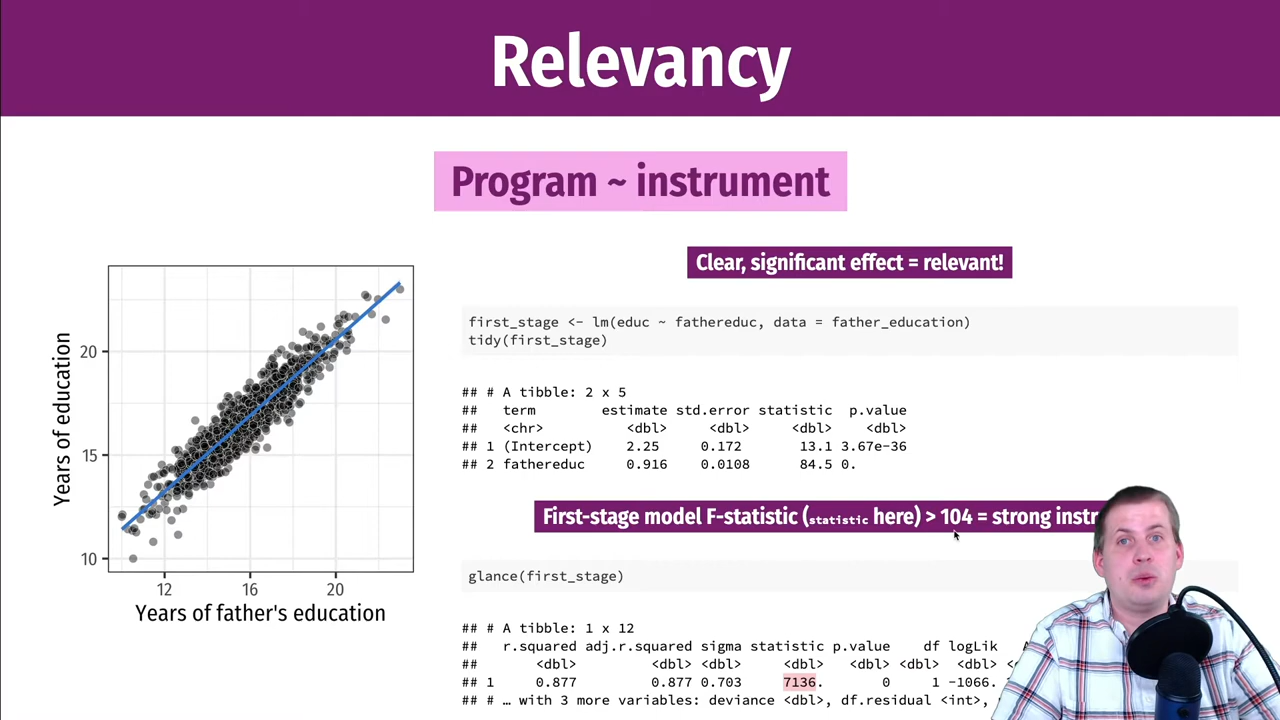 Relevancy
Program ~ instrument
Clear, significant effect = relevant!
first_stage <- lm(educ ~ fathereduc, data = father_education)
tidy(first_stage)
## # A tibble: 2 x 5
##   term        estimate std.error statistic  p.value
##   <chr>          <dbl>     <dbl>     <dbl>    <dbl>
## 1 (Intercept)    2.25     0.172       13.1 3.67e-36
## 2 fathereduc     0.916    0.0108      84.5 0.
First-stage model F-statistic (statistic here) > 104 = strong instr
glance(first_stage)
## # A tibble: 1 x 12
##   r.squared adj.r.squared sigma statistic p.value    df logLik
##       <dbl>         <dbl> <dbl>     <dbl>   <dbl> <dbl>  <dbl>
## 1     0.877         0.877 0.703     7136.       0     1 -1066.
## # … with 3 more variables: deviance <dbl>, df.residual <int>,
Years of education
20
15
10
12 16 20
Years of father's education